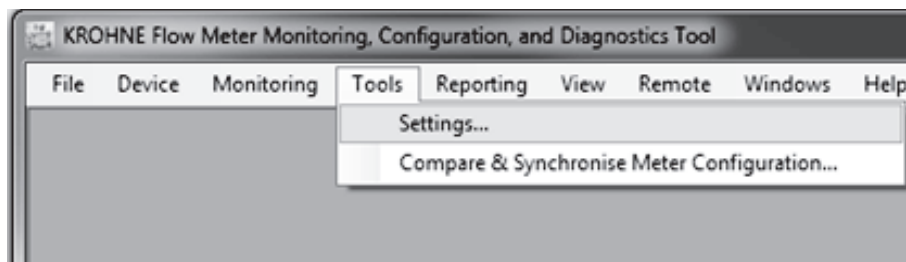 KROHNE Flow Meter Monitoring, Configuration, and Diagnostics Tool
File Device Monitoring Tools Reporting View Remote Windows Help
Settings...
Compare & Synchronise Meter Configuration...